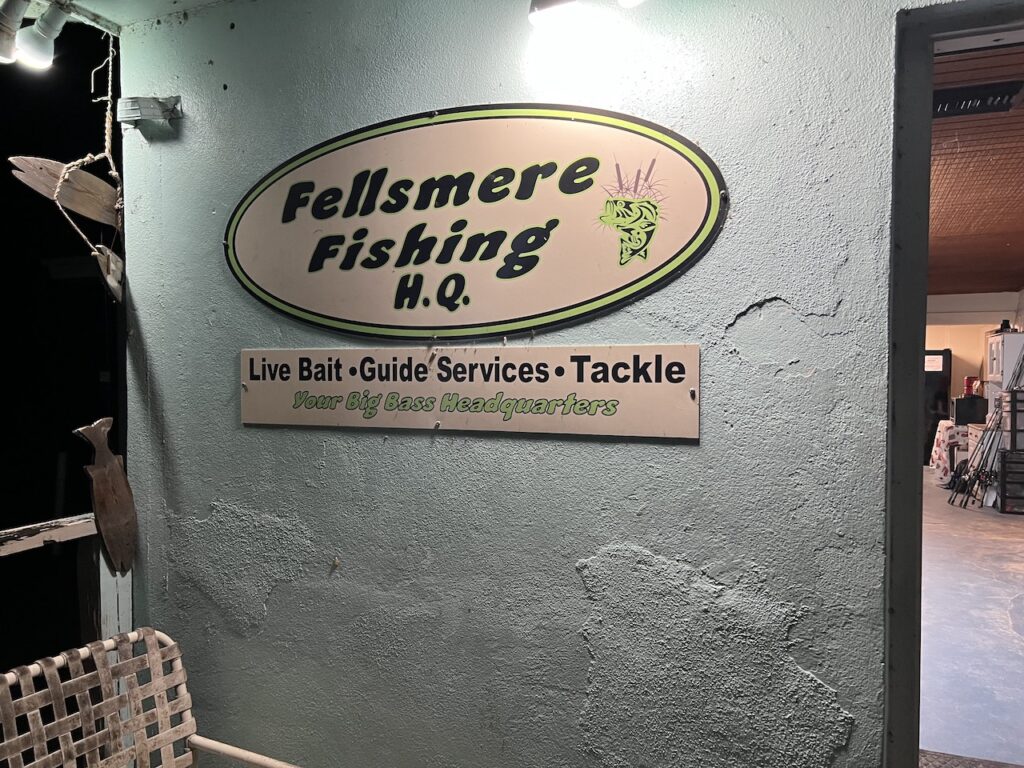 Fellsmere
Fishing
H.Q.
Live Bait •Guide Services • Tackle
Your Big Bass Headquarters